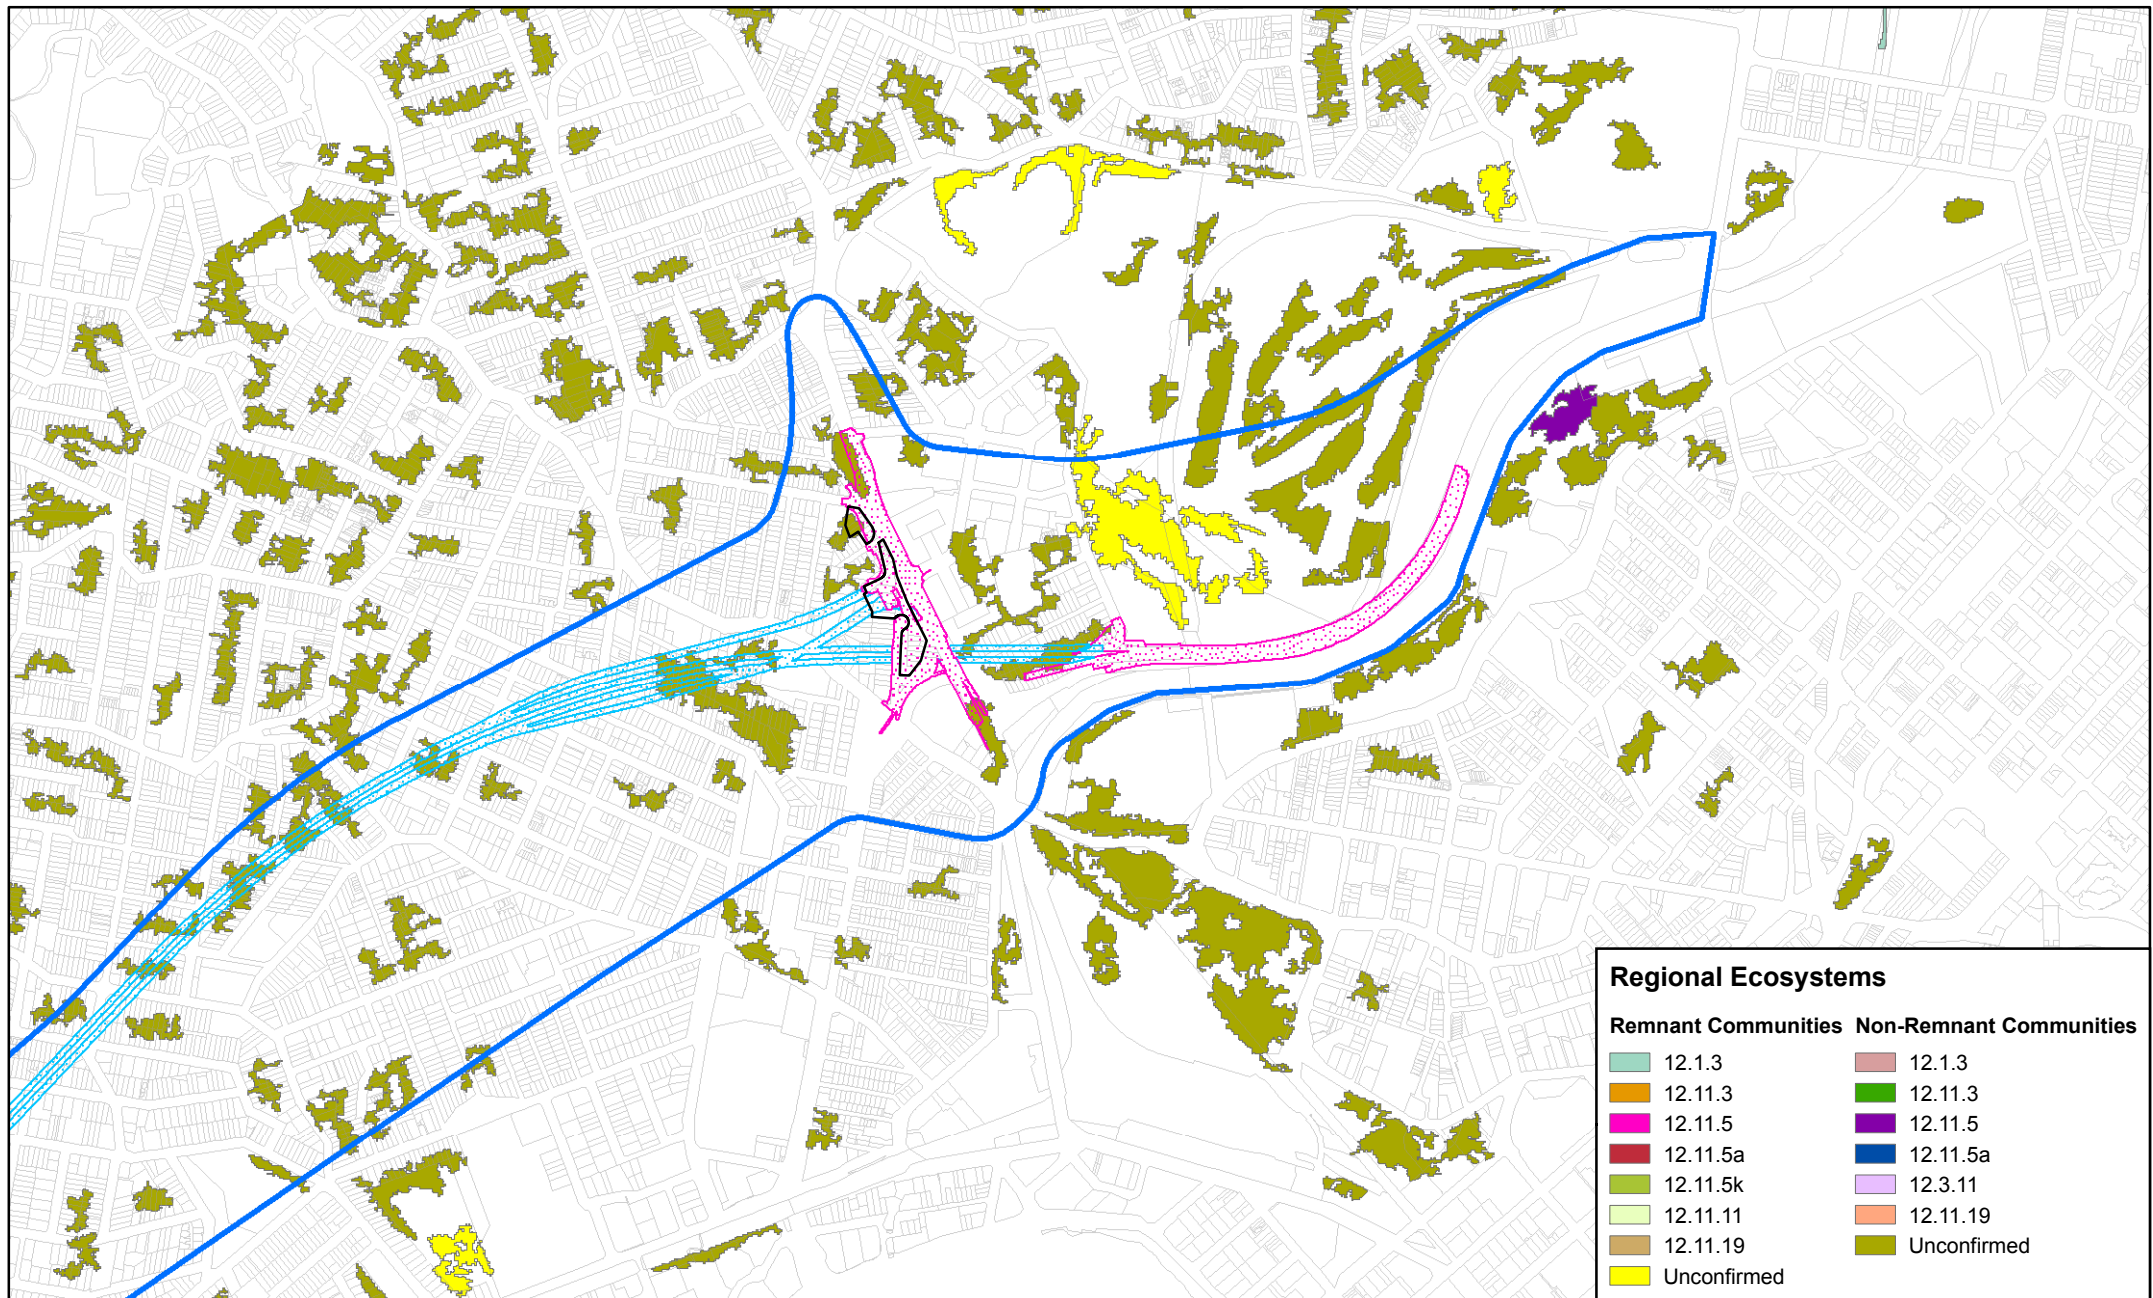 Regional Ecosystems
Remnant Communities Non-Remnant Communities
12.1.3 12.1.3
12.11.3 12.11.3
12.11.5 12.11.5
12.11.5a 12.11.5a
12.11.5k 12.3.11
12.11.11 12.11.19
12.11.19 Unconfirmed
Unconfirmed